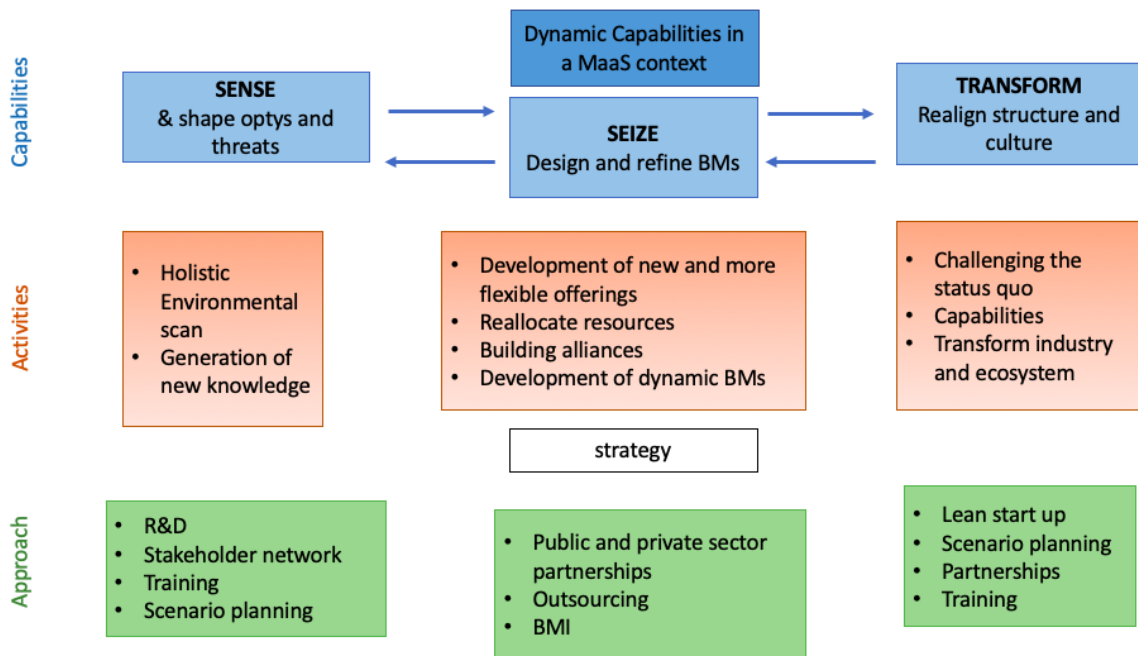 Capabilities
Dynamic Capabilities in
a MaaS context
SENSE
& shape optys and
threats
SEIZE
Design and refine BMs
TRANSFORM
Realign structure and
culture
Activities
• Holistic
Environmental
scan
• Generation of
new knowledge
• Development of new and more
flexible offerings
• Reallocate resources
• Building alliances
• Development of dynamic BMs
• Challenging the
status quo
• Capabilities
• Transform industry
and ecosystem
strategy
Approach
• R&D
• Stakeholder network
• Training
• Scenario planning
• Public and private sector
partnerships
• Outsourcing
• BMI
• Lean start up
• Scenario planning
• Partnerships
• Training